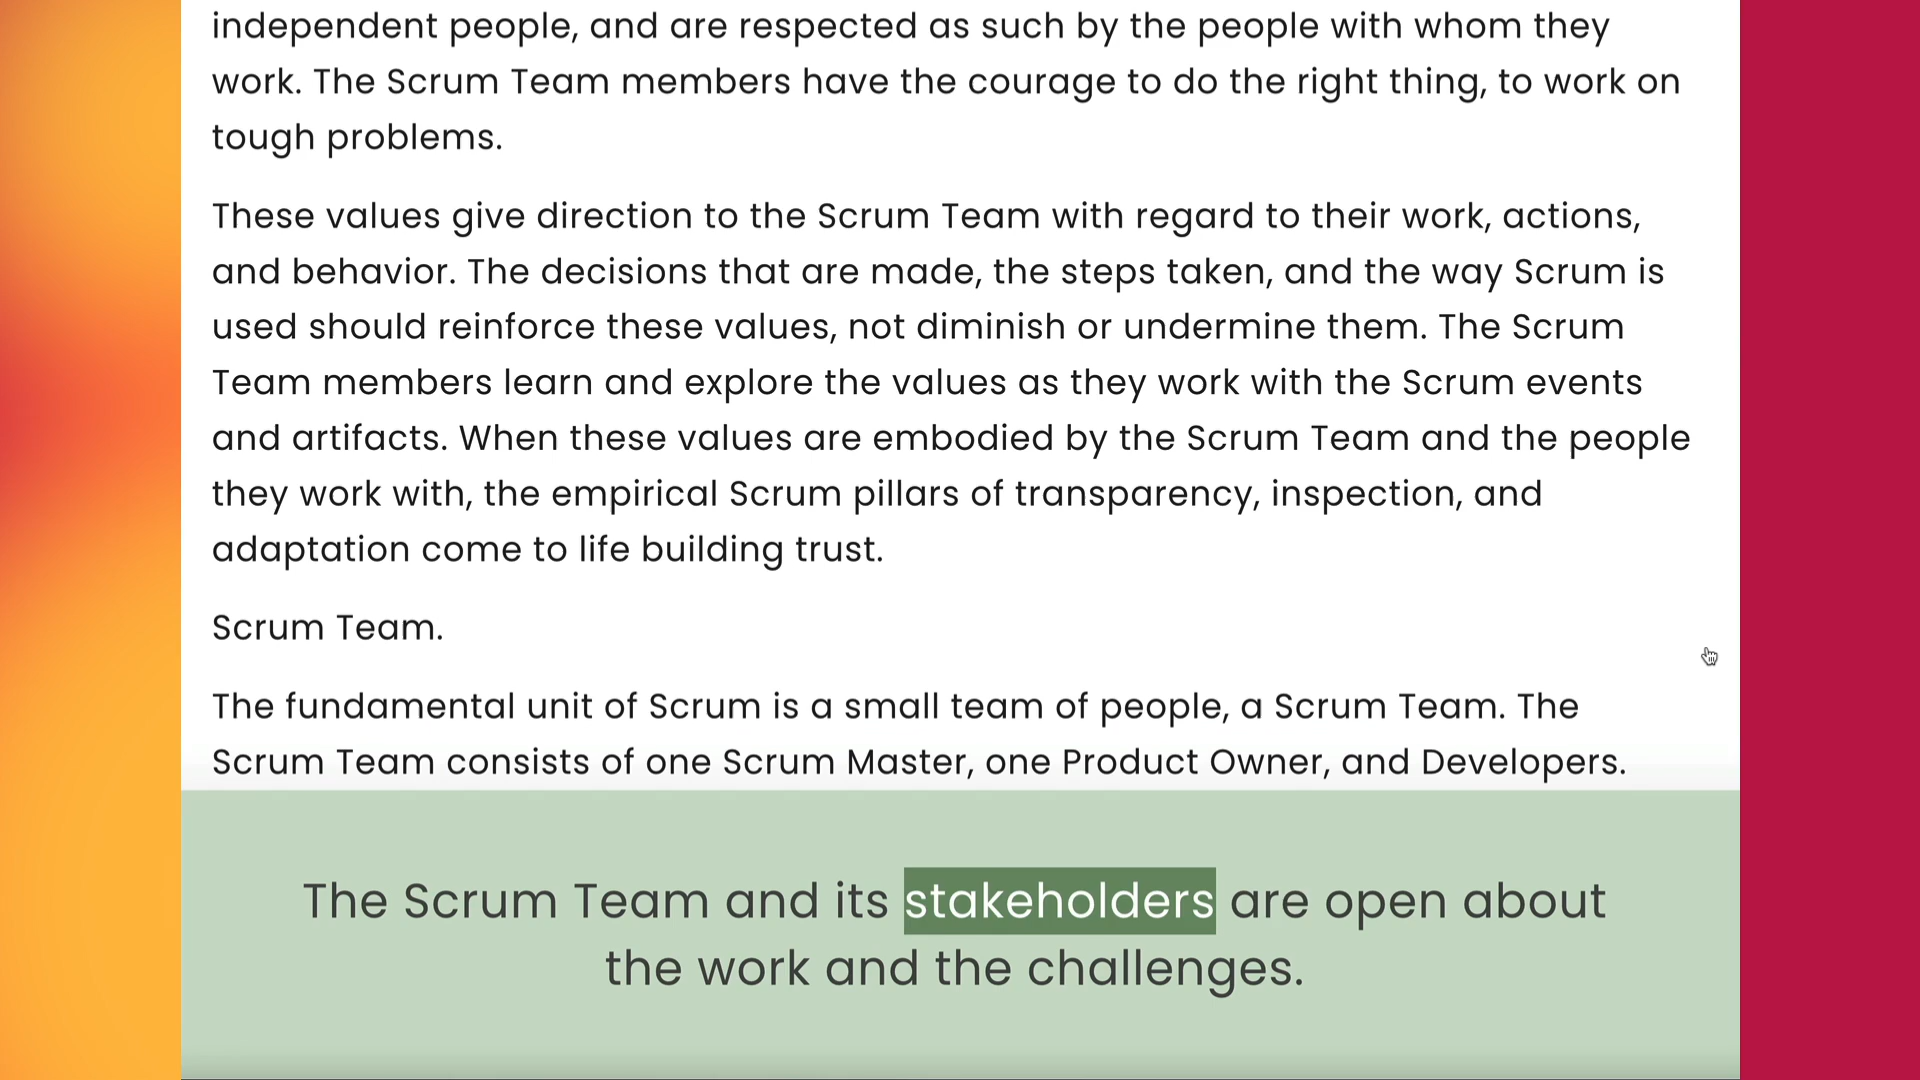 independent people, and are respected as such by the people with whom they
work. The Scrum Team members have the courage to do the right thing, to work on
tough problems.
These values give direction to the Scrum Team with regard to their work, actions,
and behavior. The decisions that are made, the steps taken, and the way Scrum is
used should reinforce these values, not diminish or undermine them. The Scrum
Team members learn and explore the values as they work with the Scrum events
and artifacts. When these values are embodied by the Scrum Team and the people
they work with, the empirical Scrum pillars of transparency, inspection, and
adaptation come to life building trust.
Scrum Team.
The fundamental unit of Scrum is a small team of people, a Scrum Team. The
Scrum Team consists of one Scrum Master, one Product Owner, and Developers.
The Scrum Team and its stakeholders are open about
the work and the challenges.